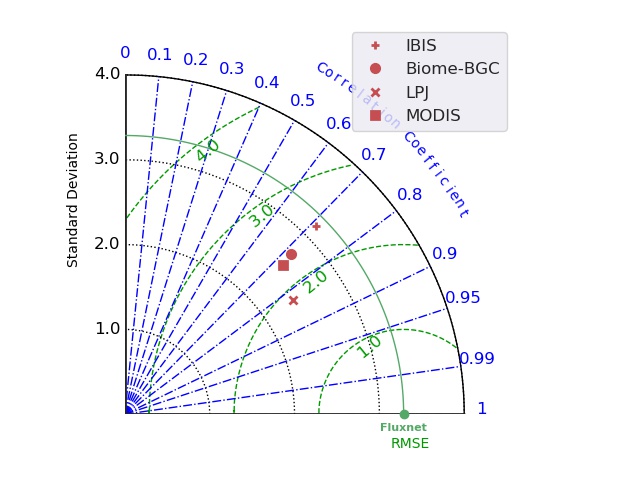 IBIS
Biome-BGC
LPJ
MODIS
Correlation Coefficient
0
0.1
0.2
0.3
0.4
0.5
0.6
0.7
0.8
0.9
0.95
0.99
1
4.0
3.0
2.0
1.0
Standard Deviation
4.0
3.0
2.0
1.0
Fluxnet
RMSE